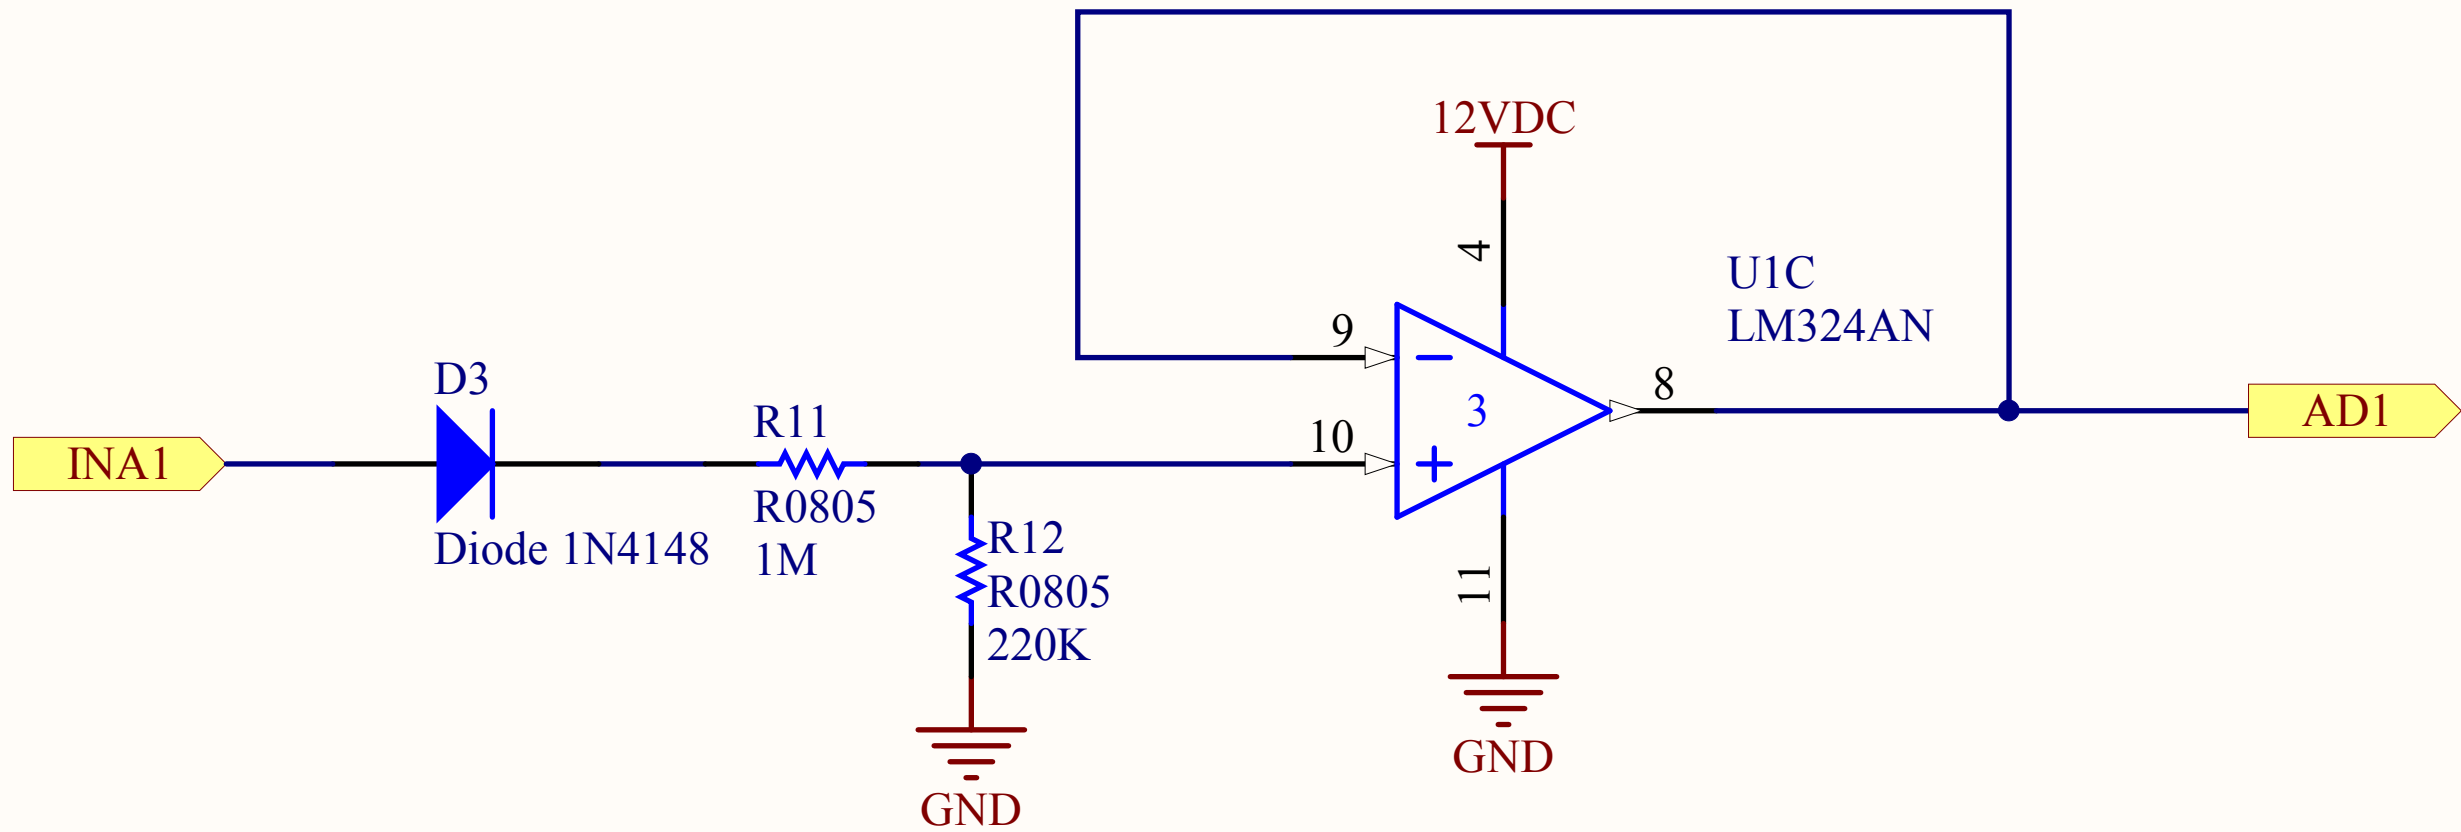 12VDC
4
U1C
LM324AN
9
D3
8
3
AD1
R11
10
INA1
R0805
1M
Diode 1N4148
R12
R0805
220K
11
GND
GND